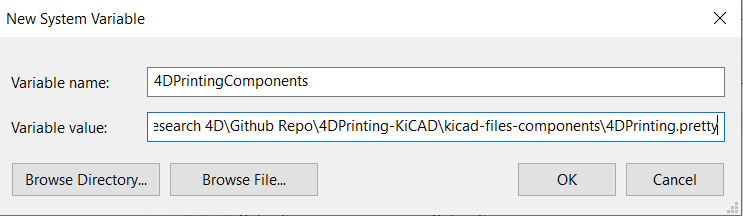 New System Variable
Variable name: 4DPrintingComponents
Variable value: esearch 4D\Github Repo\4DPrinting-KiCAD\kicad-files-components\4DPrinting.pretty
Browse Directory... Browse File... OK Cancel